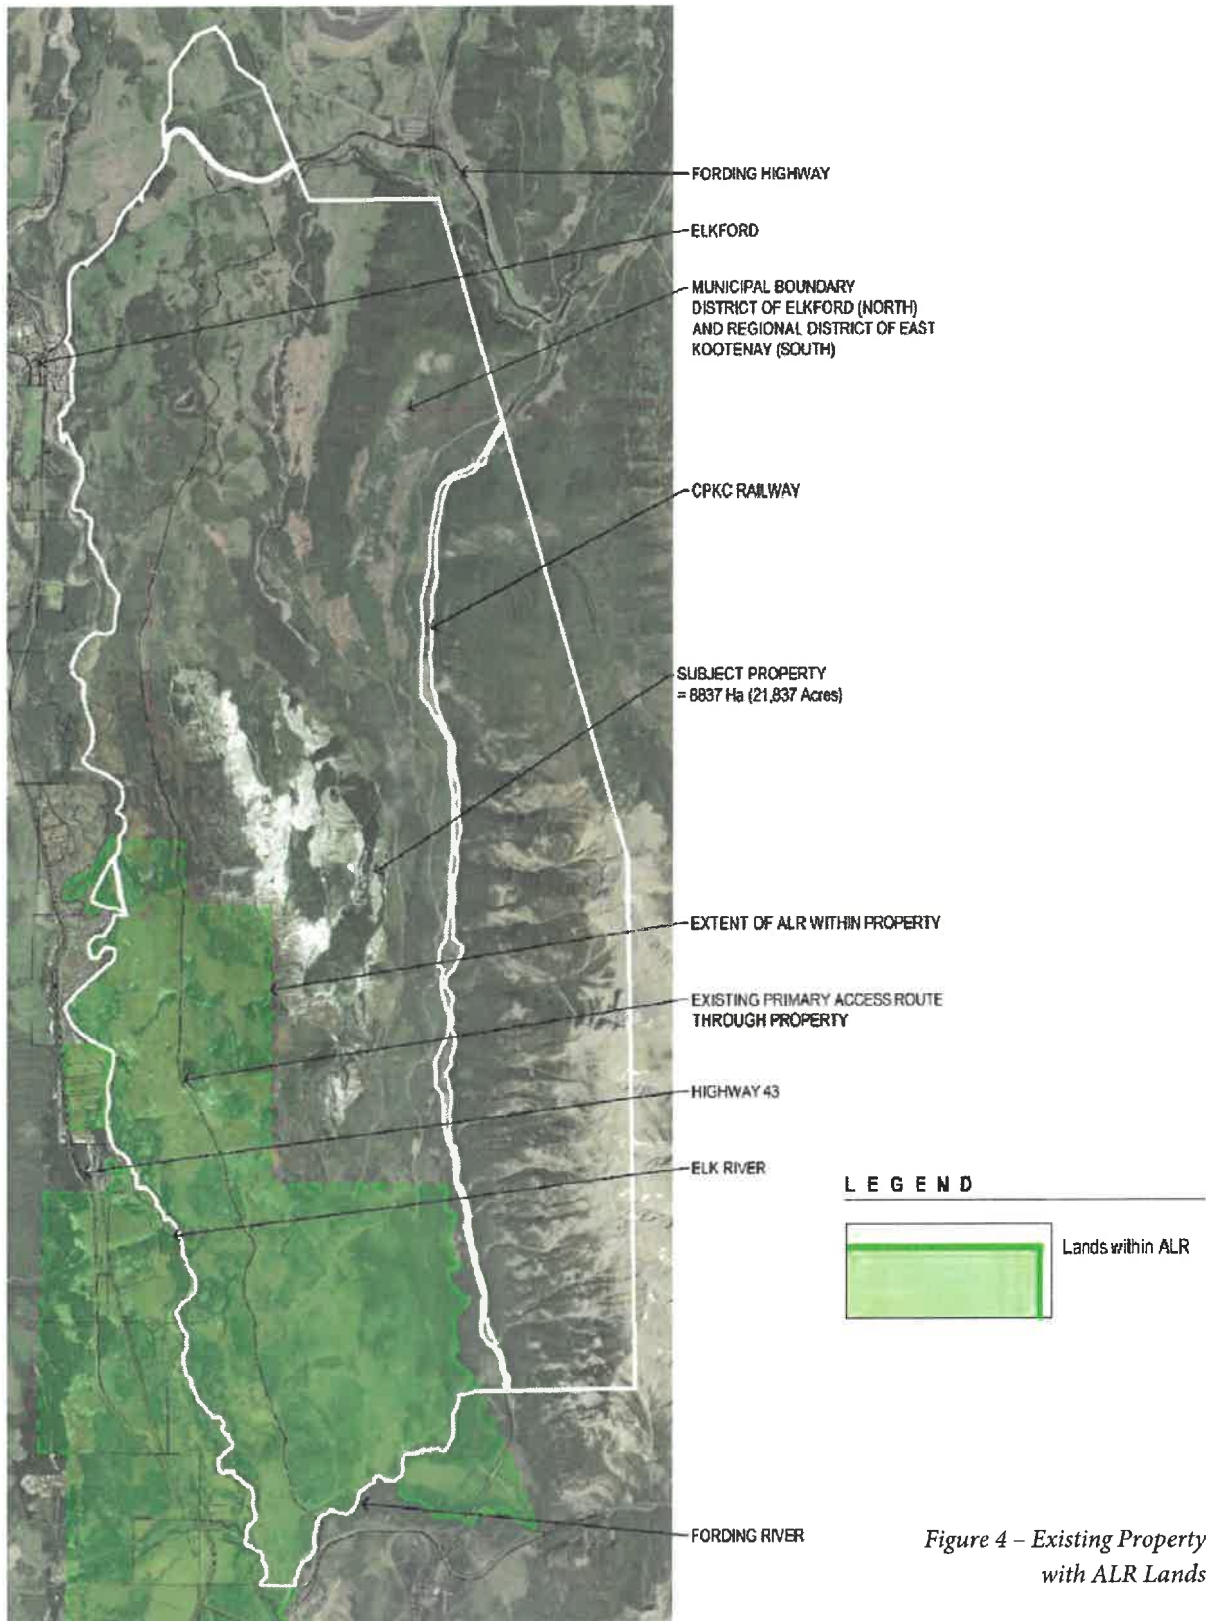 FORDING HIGHWAY
ELKFORD
MUNICIPAL BOUNDARY
DISTRICT OF ELKFORD (NORTH)
AND REGIONAL DISTRICT OF EAST
KOOTENAY (SOUTH)
CPKC RAILWAY
SUBJECT PROPERTY
= 8837 Ha (21,837 Acres)
EXTENT OF ALR WITHIN PROPERTY
EXISTING PRIMARY ACCESS ROUTE
THROUGH PROPERTY
HIGHWAY 43
ELK RIVER
LEGEND
Lands within ALR
FORDING RIVER
Figure 4 – Existing Property
with ALR Lands